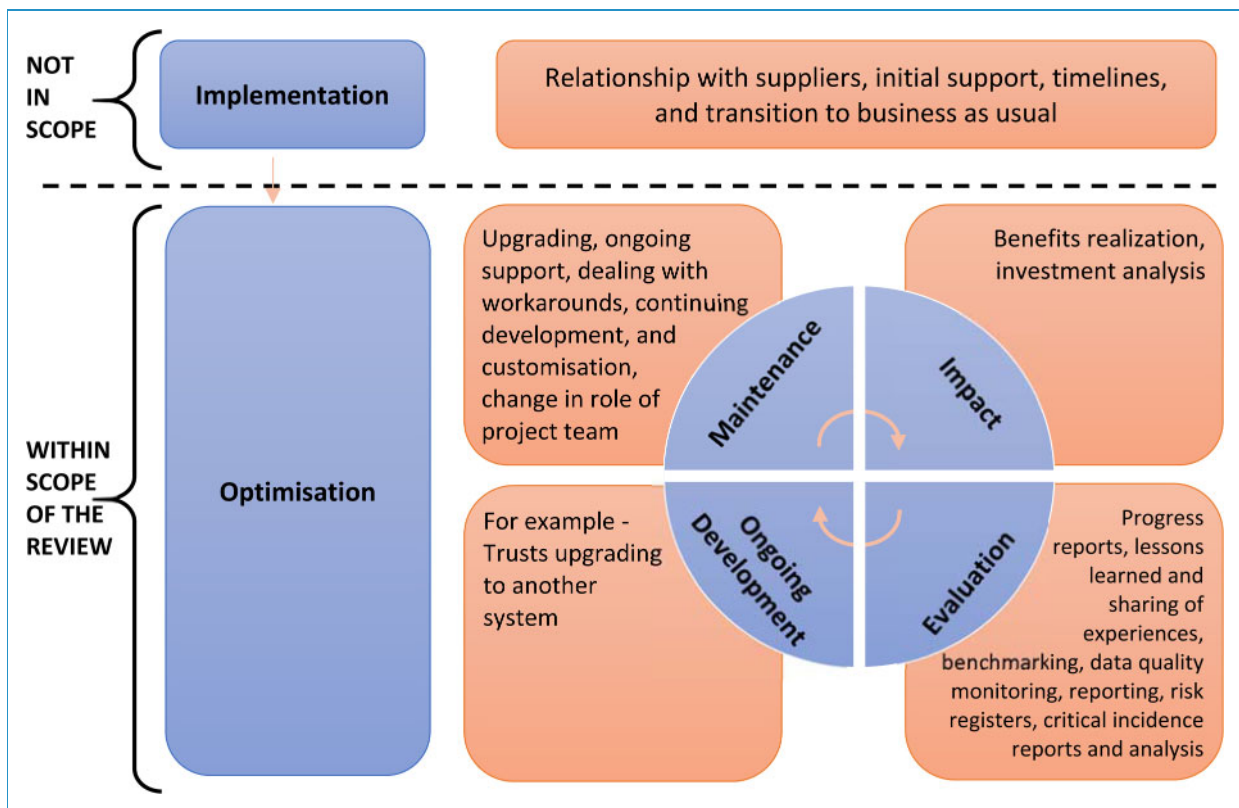 NOT
IN
SCOPE
Implementation
Relationship with suppliers, initial support, timelines,
and transition to business as usual
WITHIN
SCOPE
OF THE
REVIEW
Optimisation
Upgrading, ongoing
support, dealing with
workarounds, continuing
development, and
customisation,
change in role of
project team
Maintenance
Benefits realization,
investment analysis
Impact
For example -
Trusts upgrading
to another
system
Ongoing
Development
Evaluation
Progress
reports, lessons
learned and
sharing of
experiences,
benchmarking, data quality
monitoring, reporting, risk
registers, critical incidence
reports and analysis